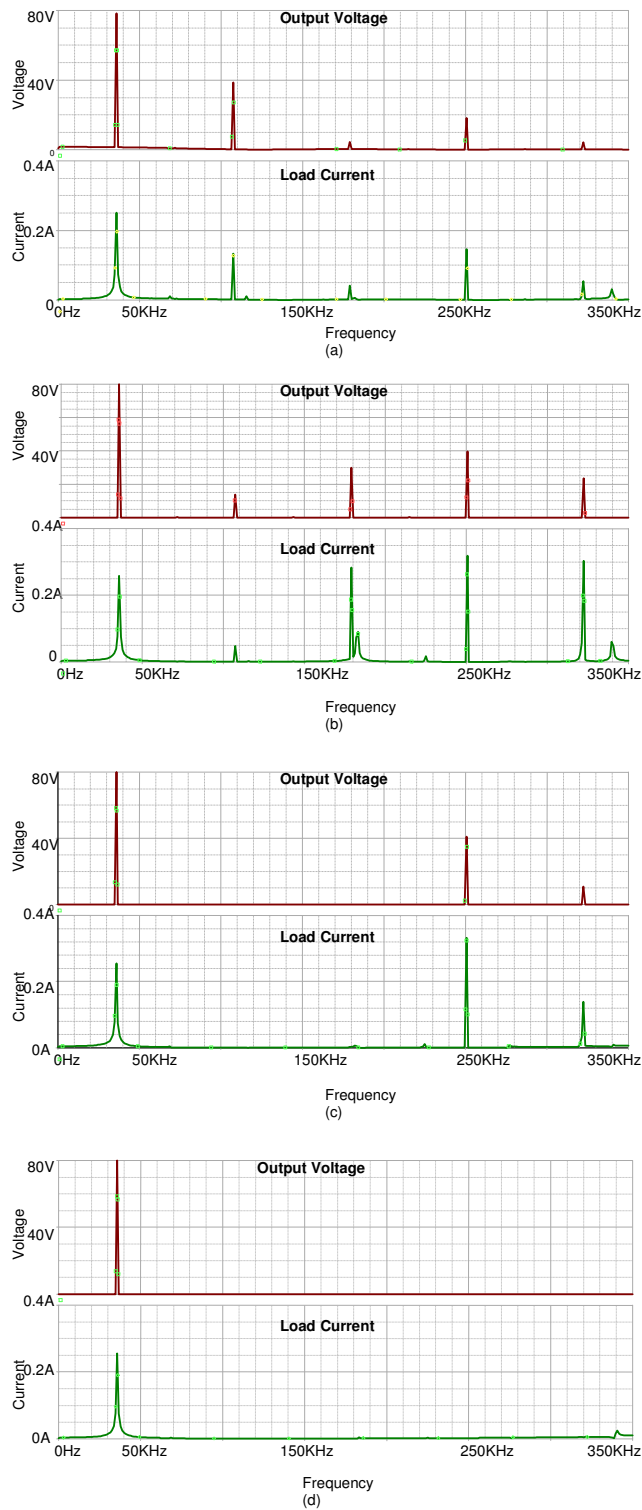 80V
Output Voltage
Voltage
40V
0
0.4A
Load Current
Current
0.2A
0
0Hz 50KHz 150KHz 250KHz 350KHz
Frequency
(a)
80V
Output Voltage
Voltage
40V
0.4A
Load Current
Current
0.2A
0
0Hz 50KHz 150KHz 250KHz 350KHz
Frequency
(b)
80V
Output Voltage
Voltage
40V
0
0.4A
Load Current
Current
0.2A
0A
0Hz 50KHz 150KHz 250KHz 350KHz
Frequency
(c)
80V
Output Voltage
Voltage
40V
0.4A
Load Current
Current
0.2A
0A
0Hz 50KHz 150KHz 250KHz 350KHz
Frequency
(d)